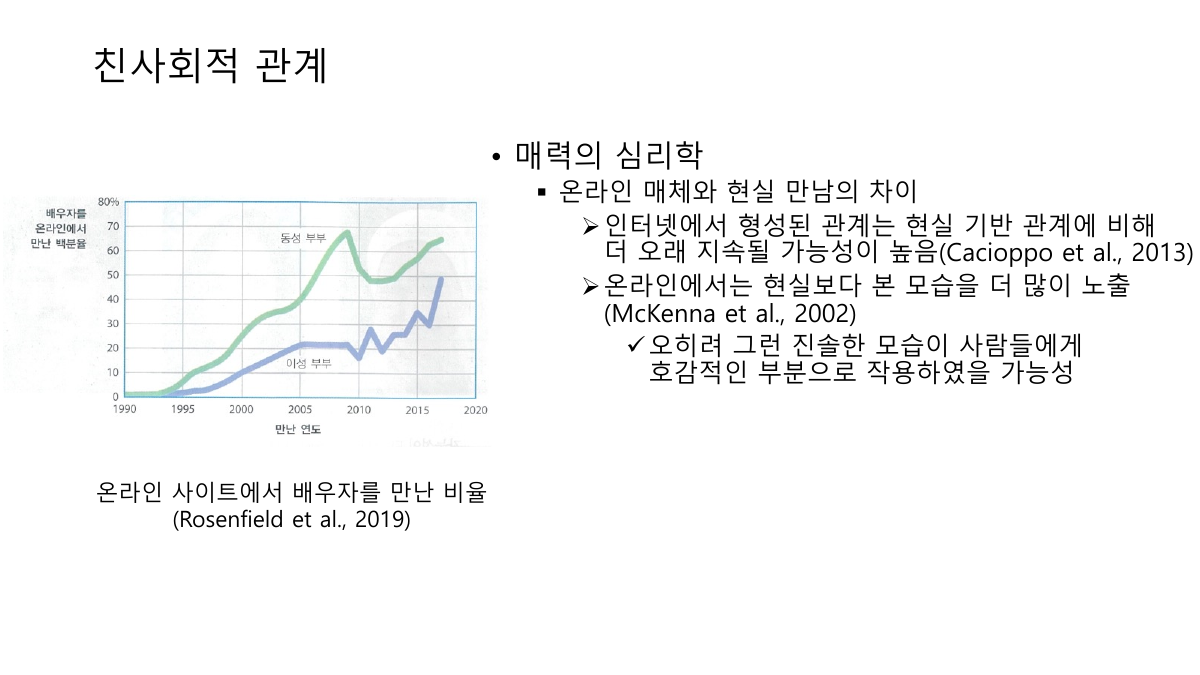 친사회적 관계
• 매력의 심리학
▪ 온라인 매체와 현실 만남의 차이
➢ 인터넷에서 형성된 관계는 현실 기반 관계에 비해
더 오래 지속될 가능성이 높음(Cacioppo et al., 2013)
➢ 온라인에서는 현실보다 본 모습을 더 많이 노출
(McKenna et al., 2002)
✓ 오히려 그런 진솔한 모습이 사람들에게
호감적인 부분으로 작용하였을 가능성
배우자를
온라인에서
만난 백분율
80%
70
60
50
40
30
20
10
0
동성 부부
이성 부부
1990 1995 2000 2005 2010 2015 2020
만난 연도
온라인 사이트에서 배우자를 만난 비율
(Rosenfield et al., 2019)